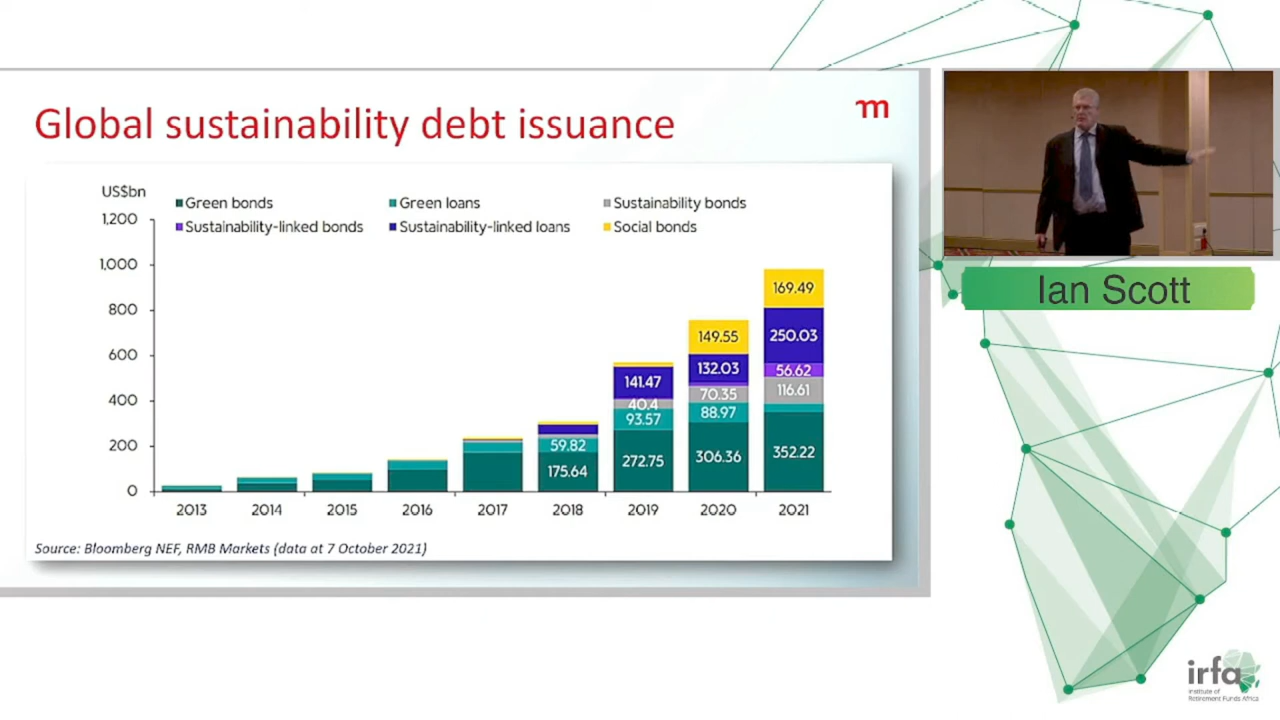 Global sustainability debt issuance
m
US$bn
Green bonds
Green loans
Sustainability bonds
Sustainability-linked bonds
Sustainability-linked loans
Social bonds
1,200
1,000
800
600
400
200
0
59.82
175.64
141.47
40.4
93.57
272.75
149.55
132.03
70.35
88.97
306.36
169.49
250.03
56.62
116.61
352.22
2013 2014 2015 2016 2017 2018 2019 2020 2021
Source: Bloomberg NEF, RMB Markets (data at 7 October 2021)
Ian Scott
irfa
Institute of
Retirement Funds Africa